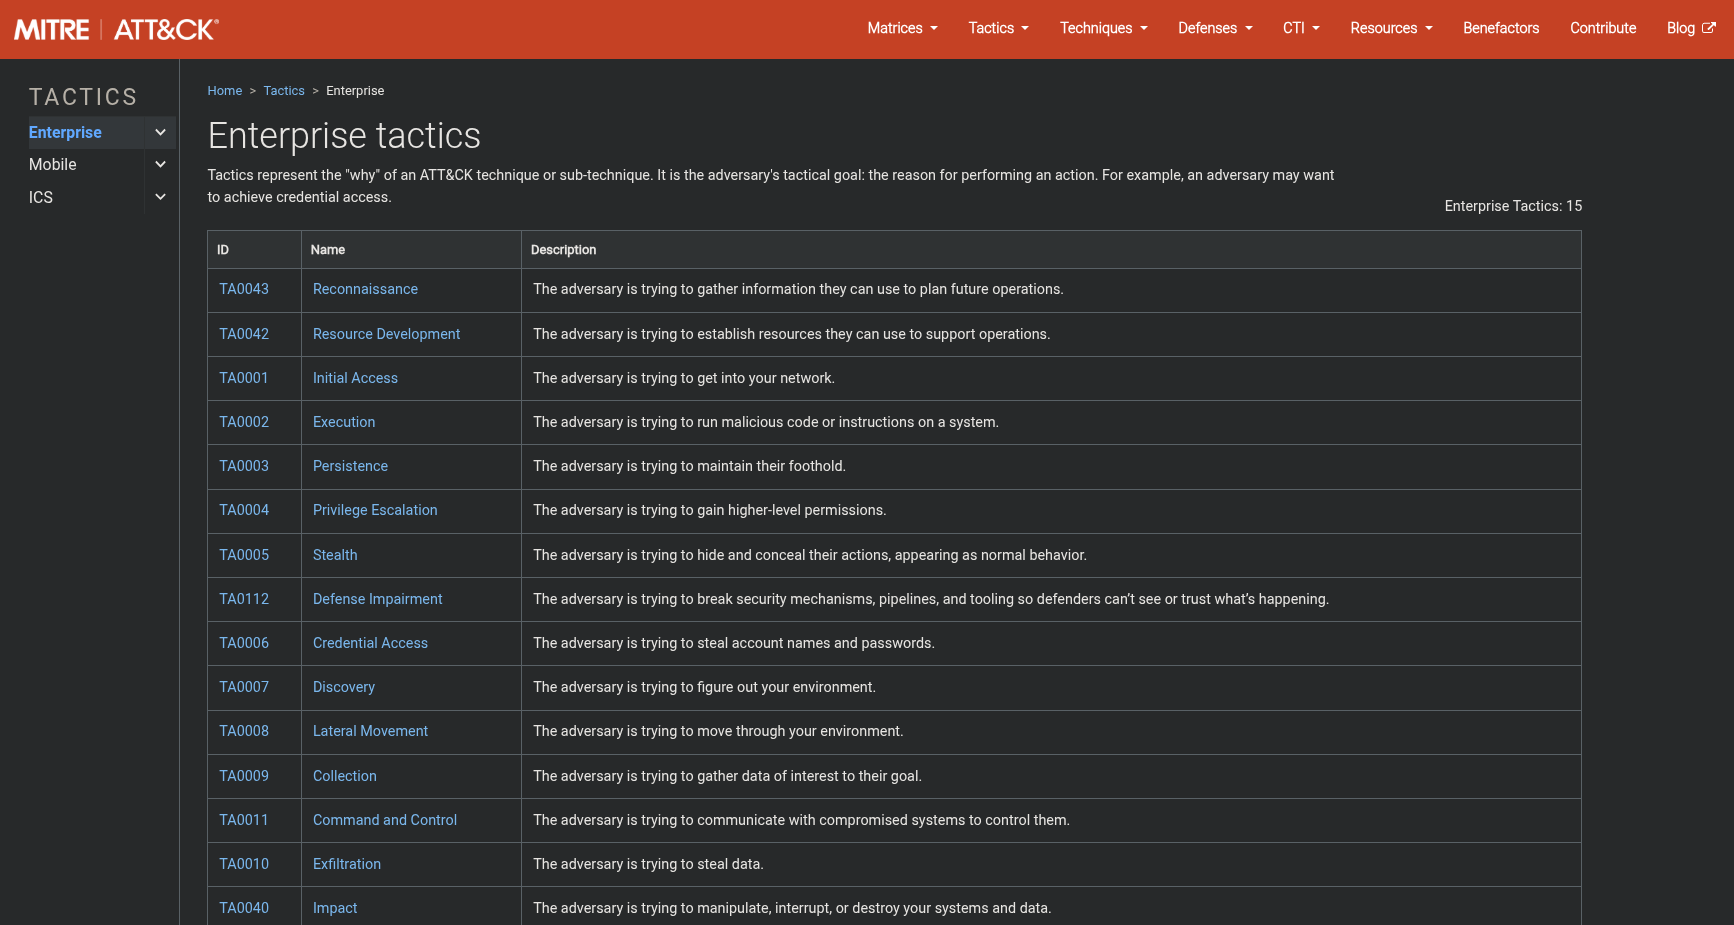 MITRE | ATT&CK®
Matrices Tactics Techniques Defenses CTI Resources Benefactors Contribute Blog
TACTICS
Enterprise
Mobile
ICS
Home > Tactics > Enterprise
Enterprise tactics
Tactics represent the "why" of an ATT&CK technique or sub-technique. It is the adversary's tactical goal: the reason for performing an action. For example, an adversary may want
to achieve credential access.
Enterprise Tactics: 15
ID Name Description
TA0043 Reconnaissance The adversary is trying to gather information they can use to plan future operations.
TA0042 Resource Development The adversary is trying to establish resources they can use to support operations.
TA0001 Initial Access The adversary is trying to get into your network.
TA0002 Execution The adversary is trying to run malicious code or instructions on a system.
TA0003 Persistence The adversary is trying to maintain their foothold.
TA0004 Privilege Escalation The adversary is trying to gain higher-level permissions.
TA0005 Stealth The adversary is trying to hide and conceal their actions, appearing as normal behavior.
TA0112 Defense Impairment The adversary is trying to break security mechanisms, pipelines, and tooling so defenders can’t see or trust what’s happening.
TA0006 Credential Access The adversary is trying to steal account names and passwords.
TA0007 Discovery The adversary is trying to figure out your environment.
TA0008 Lateral Movement The adversary is trying to move through your environment.
TA0009 Collection The adversary is trying to gather data of interest to their goal.
TA0011 Command and Control The adversary is trying to communicate with compromised systems to control them.
TA0010 Exfiltration The adversary is trying to steal data.
TA0040 Impact The adversary is trying to manipulate, interrupt, or destroy your systems and data.